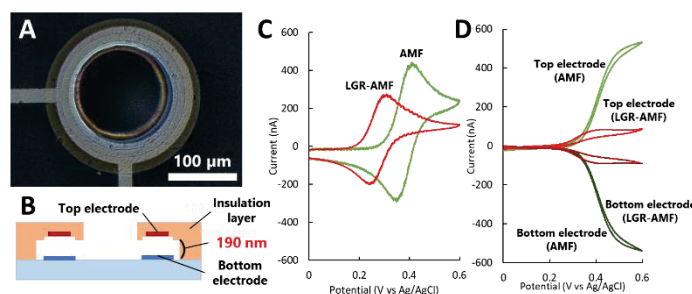 A
100 µm
B
Top electrode
Insulation
layer
190 nm
Bottom
electrode
C
Current (nA)
600
400
200
0
-200
-400
-600
0
0.2
0.4
0.6
Potential (V vs Ag/AgCl)
AMF
LGR-AMF
D
Current (nA)
600
400
200
0
-200
-400
-600
0
0.2
0.4
0.6
Potential (V vs Ag/AgCl)
Top electrode
(AMF)
Top electrode
(LGR-AMF)
Bottom electrode
(LGR-AMF)
Bottom electrode
(AMF)